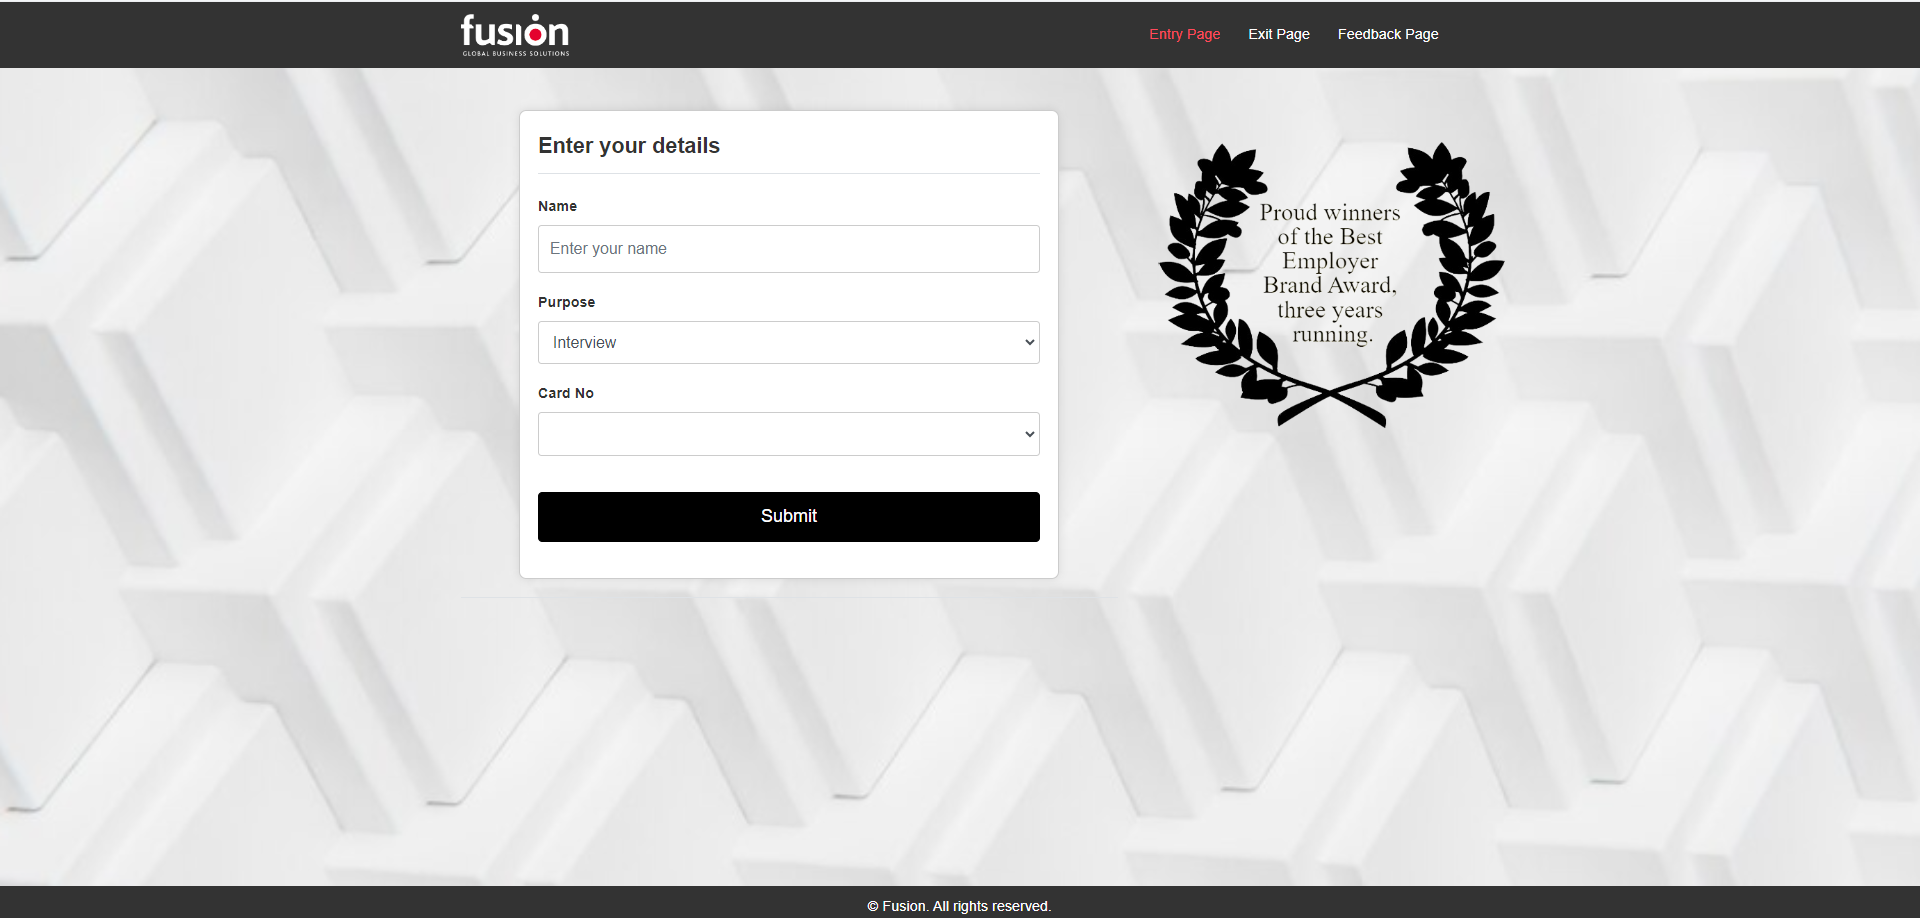 fusion
GLOBAL BUSINESS SOLUTIONS
Entry Page
Exit Page
Feedback Page
Enter your details
Name
Enter your name
Purpose
Interview
Card No
Submit
Proud winners
of the Best
Employer
Brand Award,
three years
running.
© Fusion. All rights reserved.